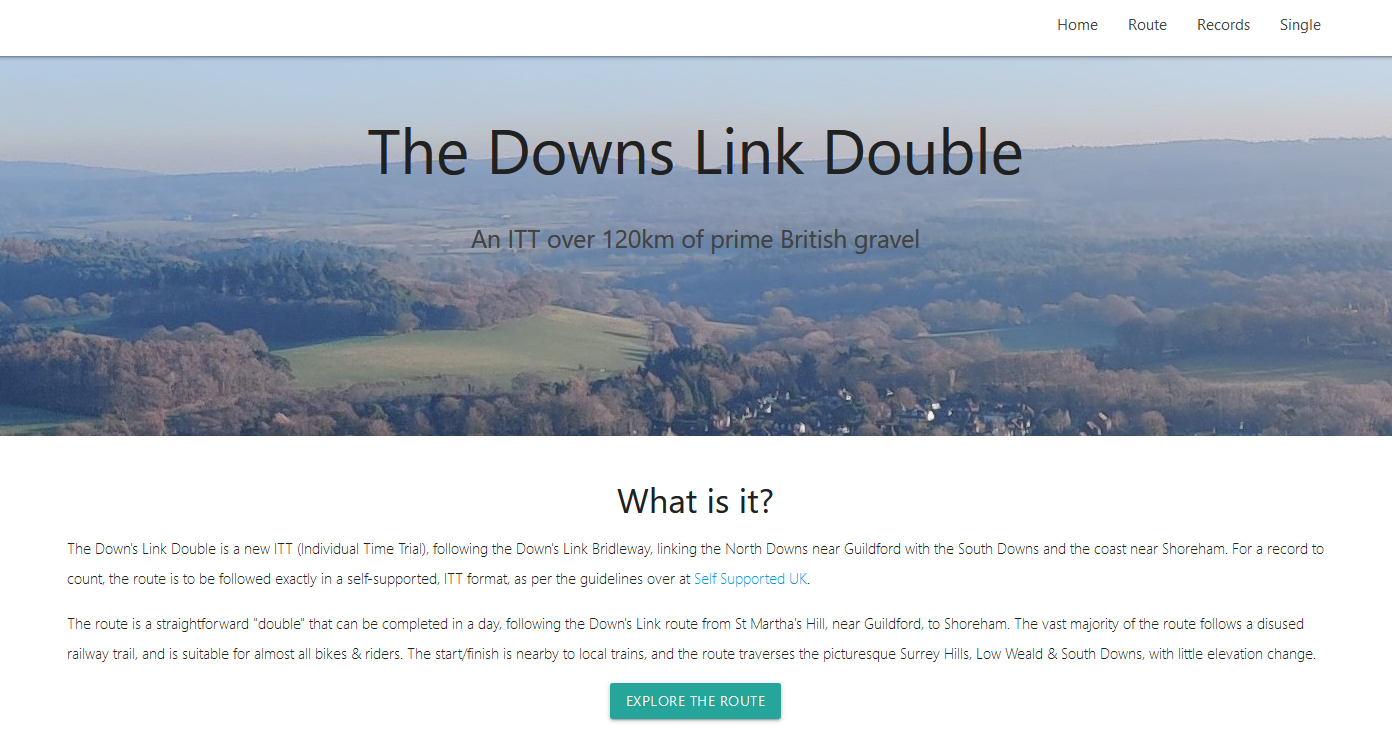 Home Route Records Single
The Downs Link Double
An ITT over 120km of prime British gravel
What is it?
The Down's Link Double is a new ITT (Individual Time Trial), following the Down's Link Bridleway, linking the North Downs near Guildford with the South Downs and the coast near Shoreham. For a record to
count, the route is to be followed exactly in a self-supported, ITT format, as per the guidelines over at Self Supported UK.
The route is a straightforward "double" that can be completed in a day, following the Down's Link route from St Martha's Hill, near Guildford, to Shoreham. The vast majority of the route follows a disused
railway trail, and is suitable for almost all bikes & riders. The start/finish is nearby to local trains, and the route traverses the picturesque Surrey Hills, Low Weald & South Downs, with little elevation change.
EXPLORE THE ROUTE